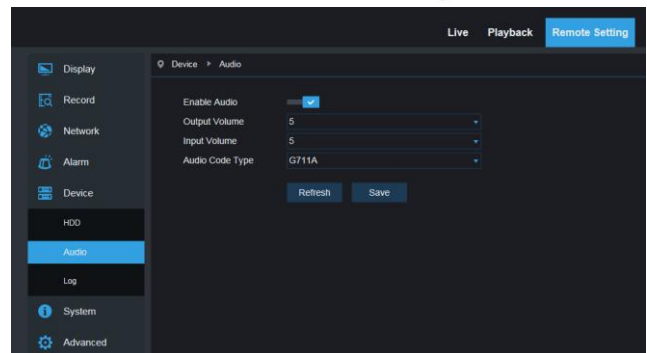 Live Playback Remote Setting
Display
Record
Network
Alarm
Device
HDD
Audio
Log
System
Advanced
Device Audio
Enable Audio
Output Volume 5
Input Volume 5
Audio Code Type G711A
Refresh Save